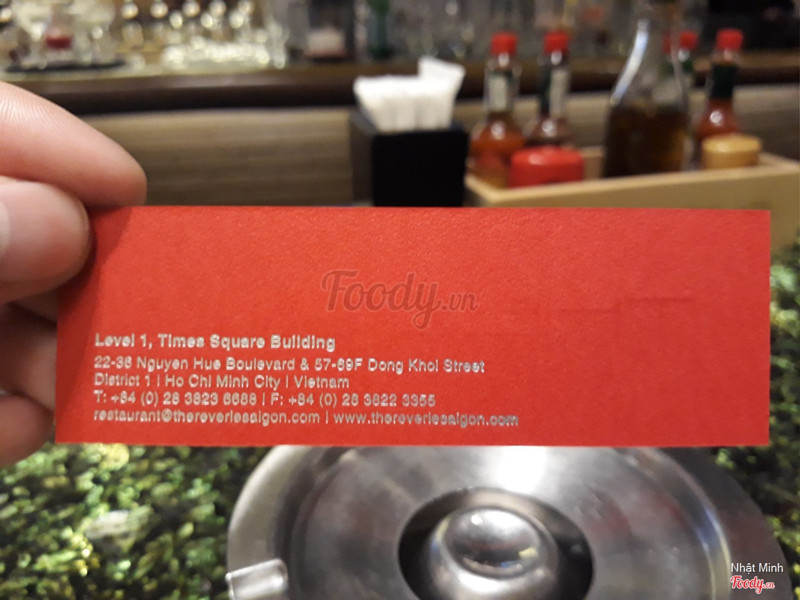 Foody.vn
Level 1, Times Square Building
22-36 Nguyen Hue Boulevard & 57-69F Dong Khoi Street
District 1 | Ho Chi Minh City | Vietnam
T: +84 (0) 28 3823 6688 | F: +84 (0) 28 3822 3355
restaurant@thereveriesaigon.com | www.thereveriesaigon.com
Nhật Minh
Foody.vn